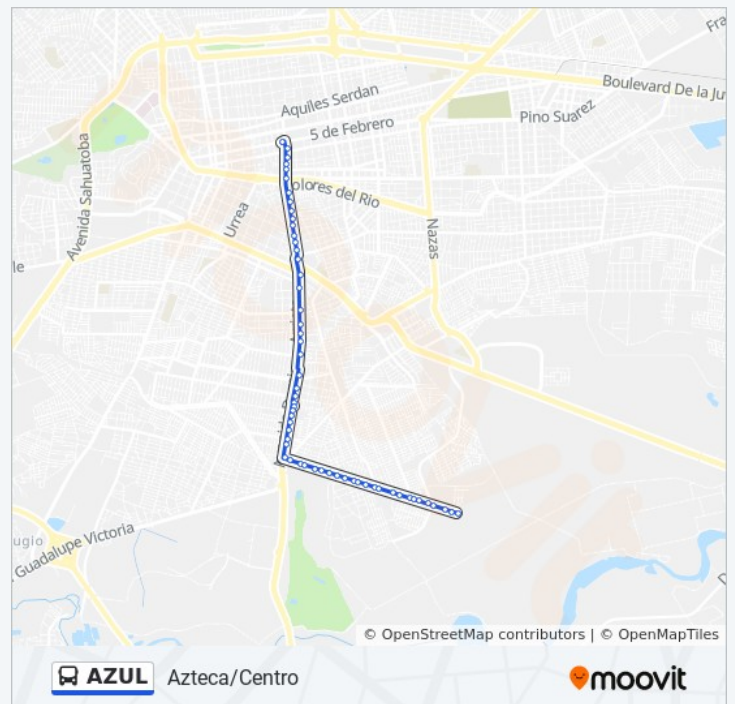 Fra
Boulevard De la Ju
Aquiles Serdan
Pino Suarez
5 de Febrero
Avenida Sahuatoba
olores del Rio
Urrea
Nazas
le
ugio
Guadalupe Victoria
© OpenStreetMap contributors | © OpenMapTiles
AZUL Azteca/Centro
moovit